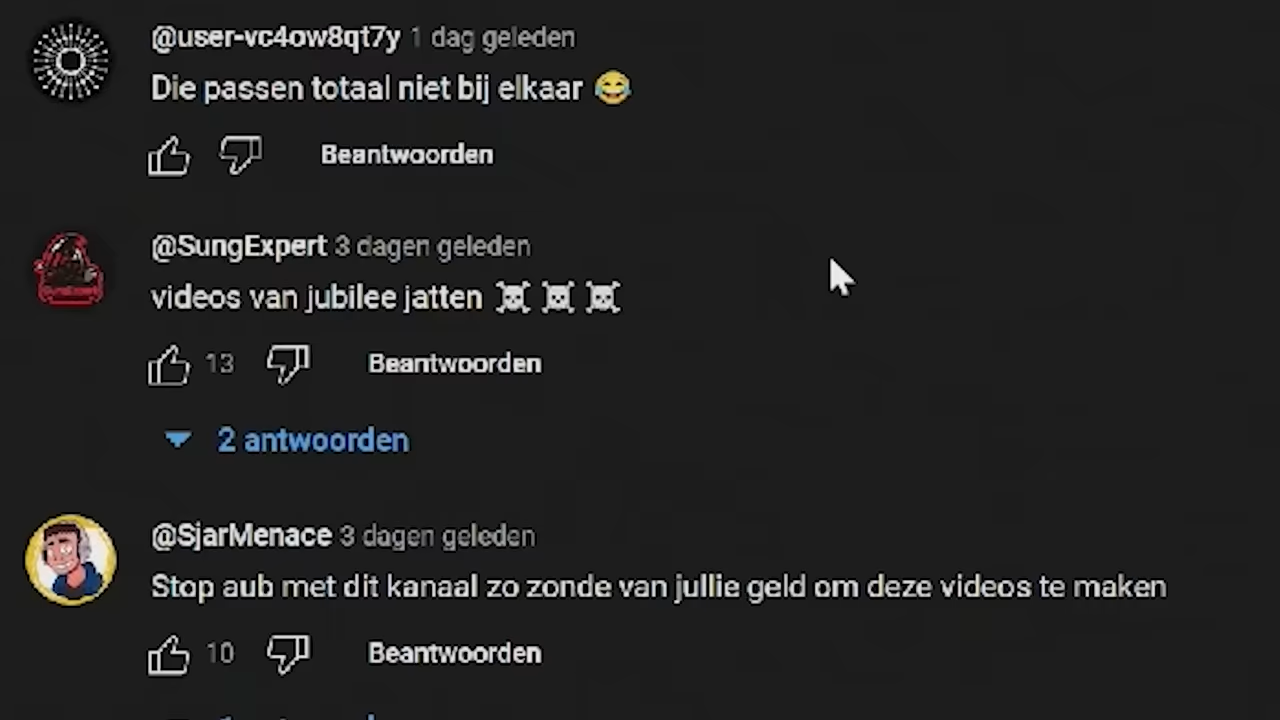 @user-vc4ow8qt7y 1 dag geleden
Die passen totaal niet bij elkaar 😂
Beantwoorden
@SungExpert 3 dagen geleden
videos van jubilee jatten ☠️ ☠️ ☠️
13 Beantwoorden
2 antwoorden
@SjarMenace 3 dagen geleden
Stop aub met dit kanaal zo zonde van jullie geld om deze videos te maken
10 Beantwoorden